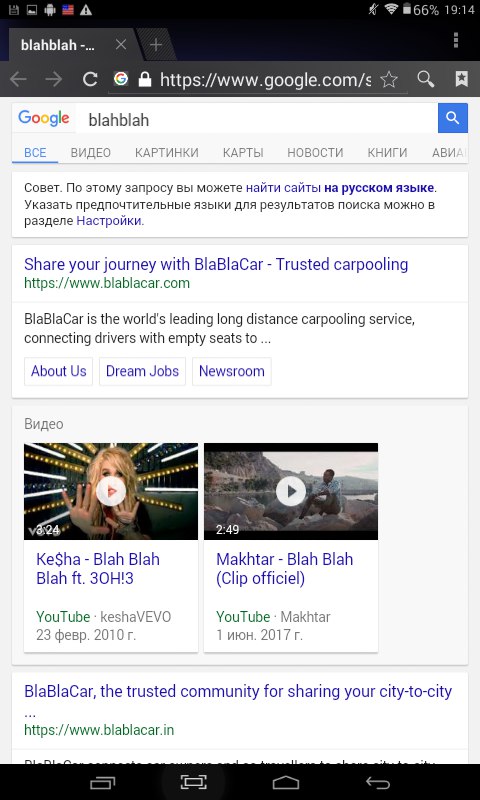 66% 19:14
blahblah -...
https://www.google.com/s
Google blahblah
ВСЕ ВИДЕО КАРТИНКИ КАРТЫ НОВОСТИ КНИГИ АВИА
Совет. По этому запросу вы можете найти сайты на русском языке.
Указать предпочтительные языки для результатов поиска можно в
разделе Настройки.
Share your journey with BlaBlaCar - Trusted carpooling
https://www.blablacar.com
BlaBlaCar is the world's leading long distance carpooling service,
connecting drivers with empty seats to ...
About Us Dream Jobs Newsroom
Видео
3:24 2:49
Ke$ha - Blah Blah
Blah ft. 3OH!3
YouTube · keshaVEVO
23 февр. 2010 г.
Makhtar - Blah Blah
(Clip officiel)
YouTube · Makhtar
1 июн. 2017 г.
BlaBlaCar, the trusted community for sharing your city-to-city
...
https://www.blablacar.in